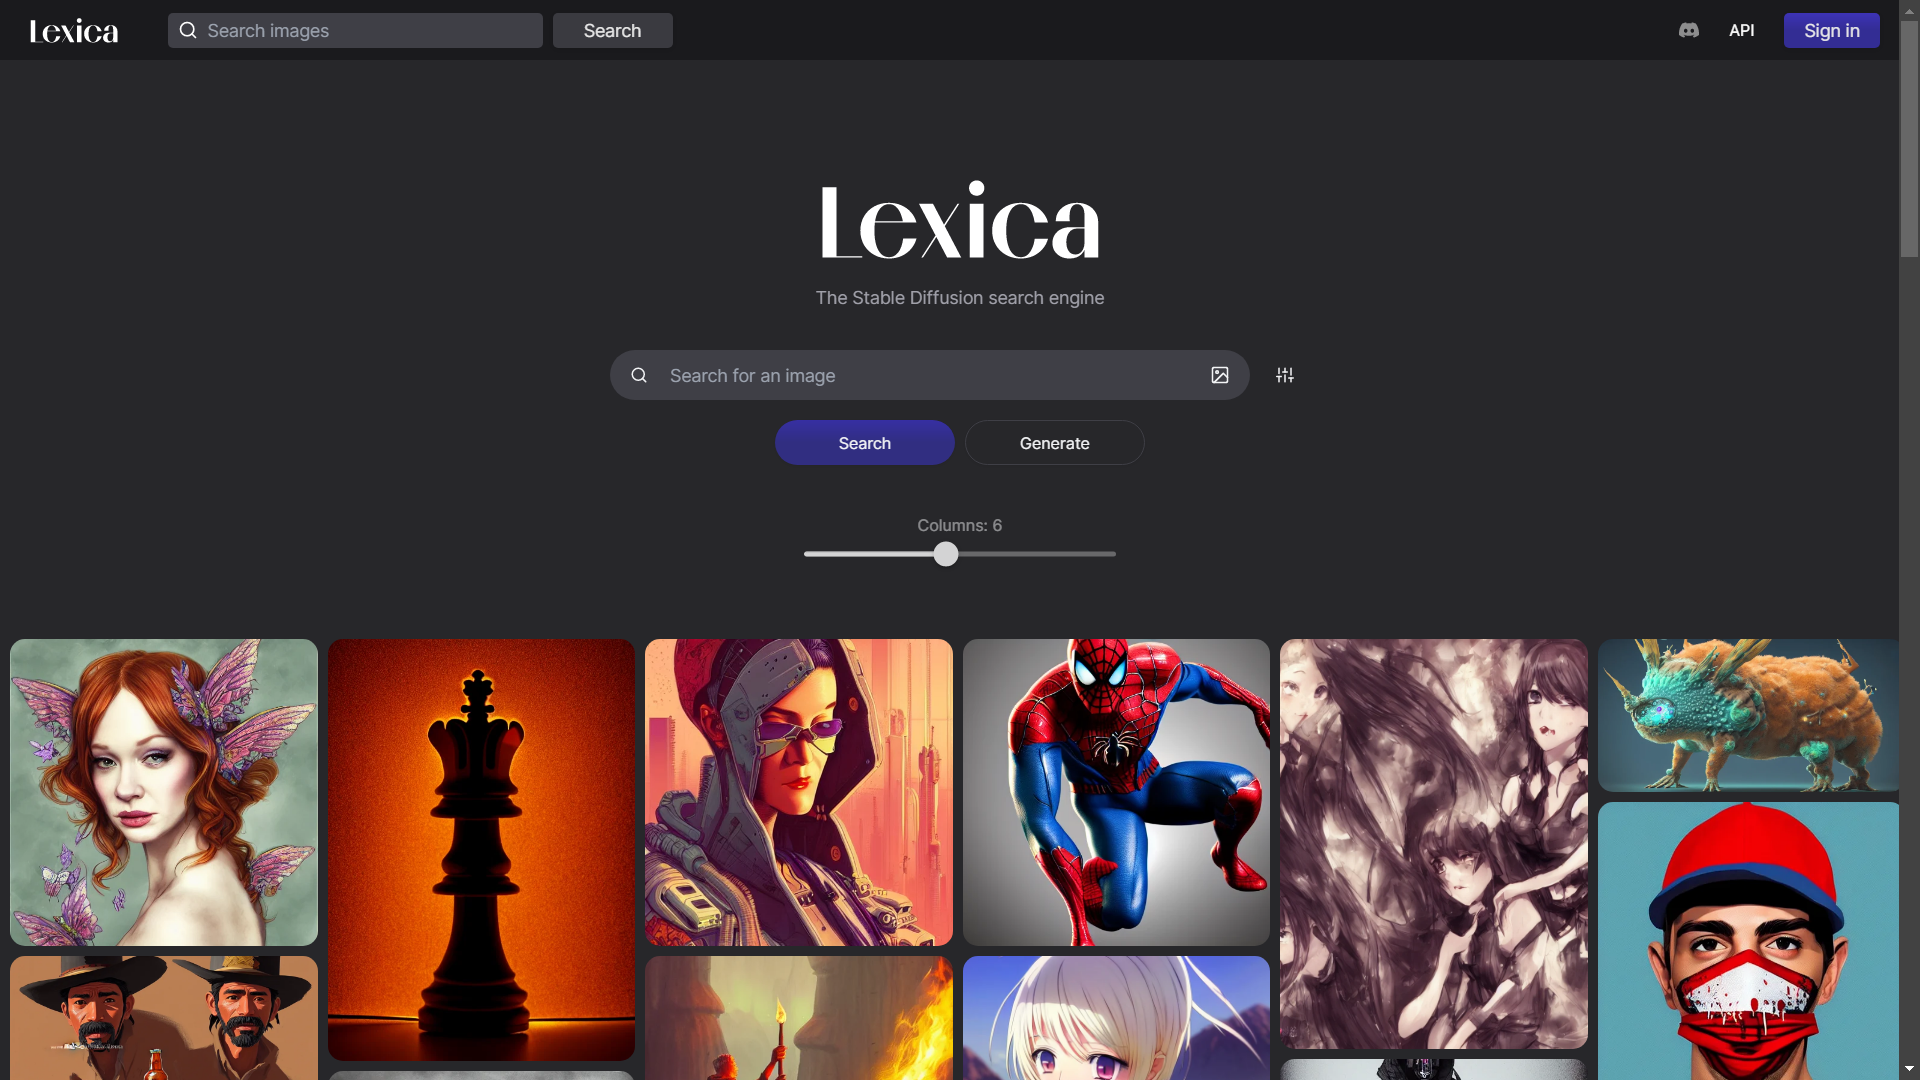 Lexica
Search images
Search
API
Sign in
Lexica
The Stable Diffusion search engine
Search for an image
Search
Generate
Columns: 6